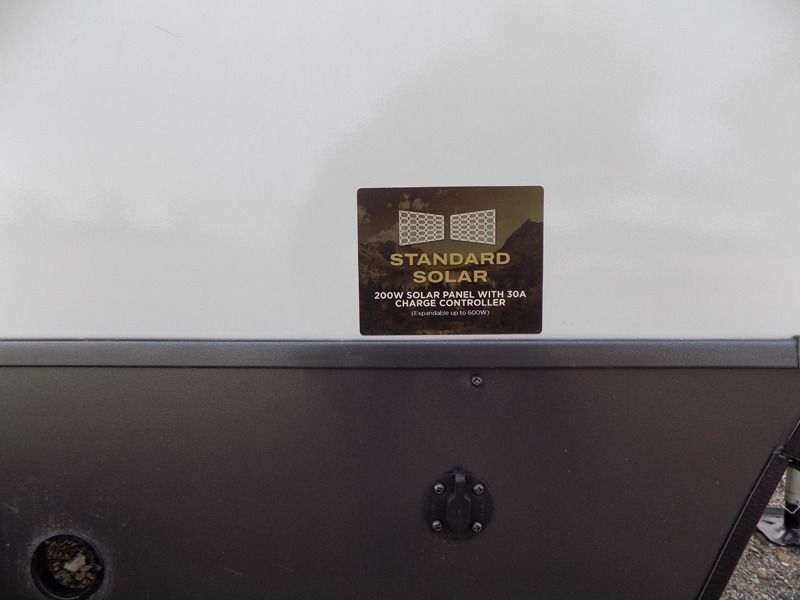 STANDARD
SOLAR
200W SOLAR PANEL WITH 30A
CHARGE CONTROLLER
(Expandable up to 600W)